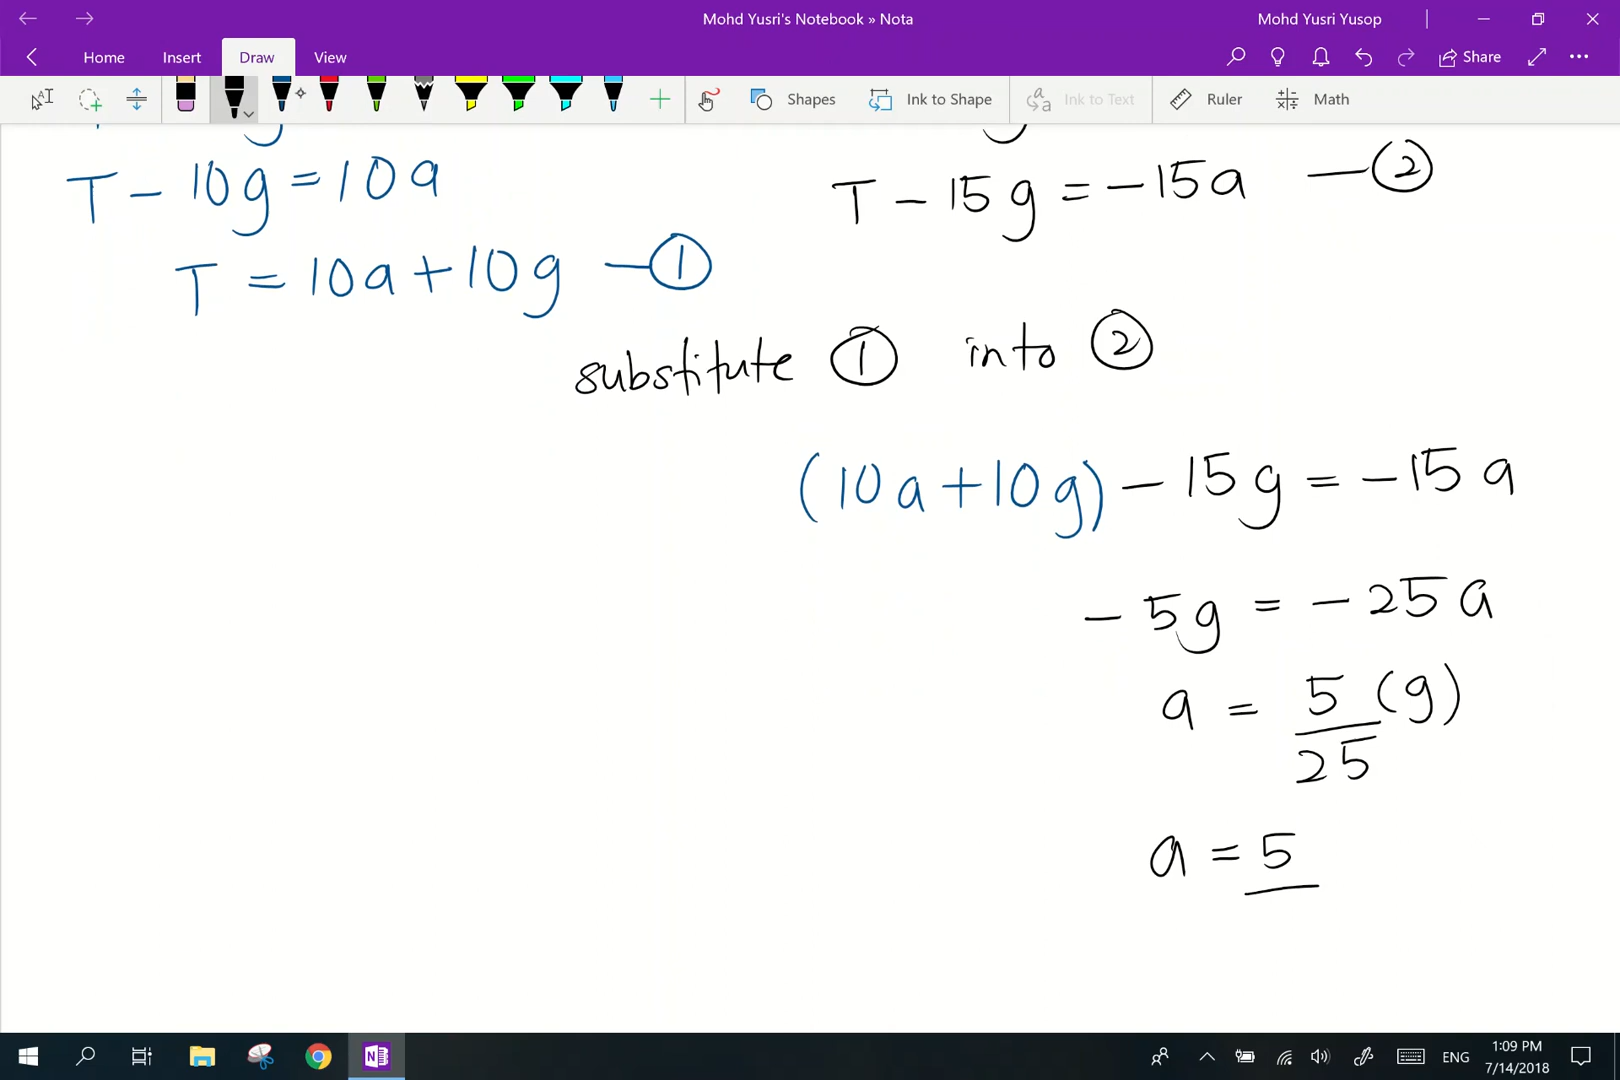 Mohd Yusri's Notebook » Nota
Mohd Yusri Yusop
Home Insert Draw View
Share
Shapes Ink to Shape Ink to Text Ruler Math
T - 10g = 10a
T = 10a + 10g — ①
T - 15g = -15a — ②
substitute ① into ②
(10a + 10g) - 15g = -15a
- 5g = - 25a
a = 5/25 (g)
a = 5
ENG
1:09 PM
7/14/2018